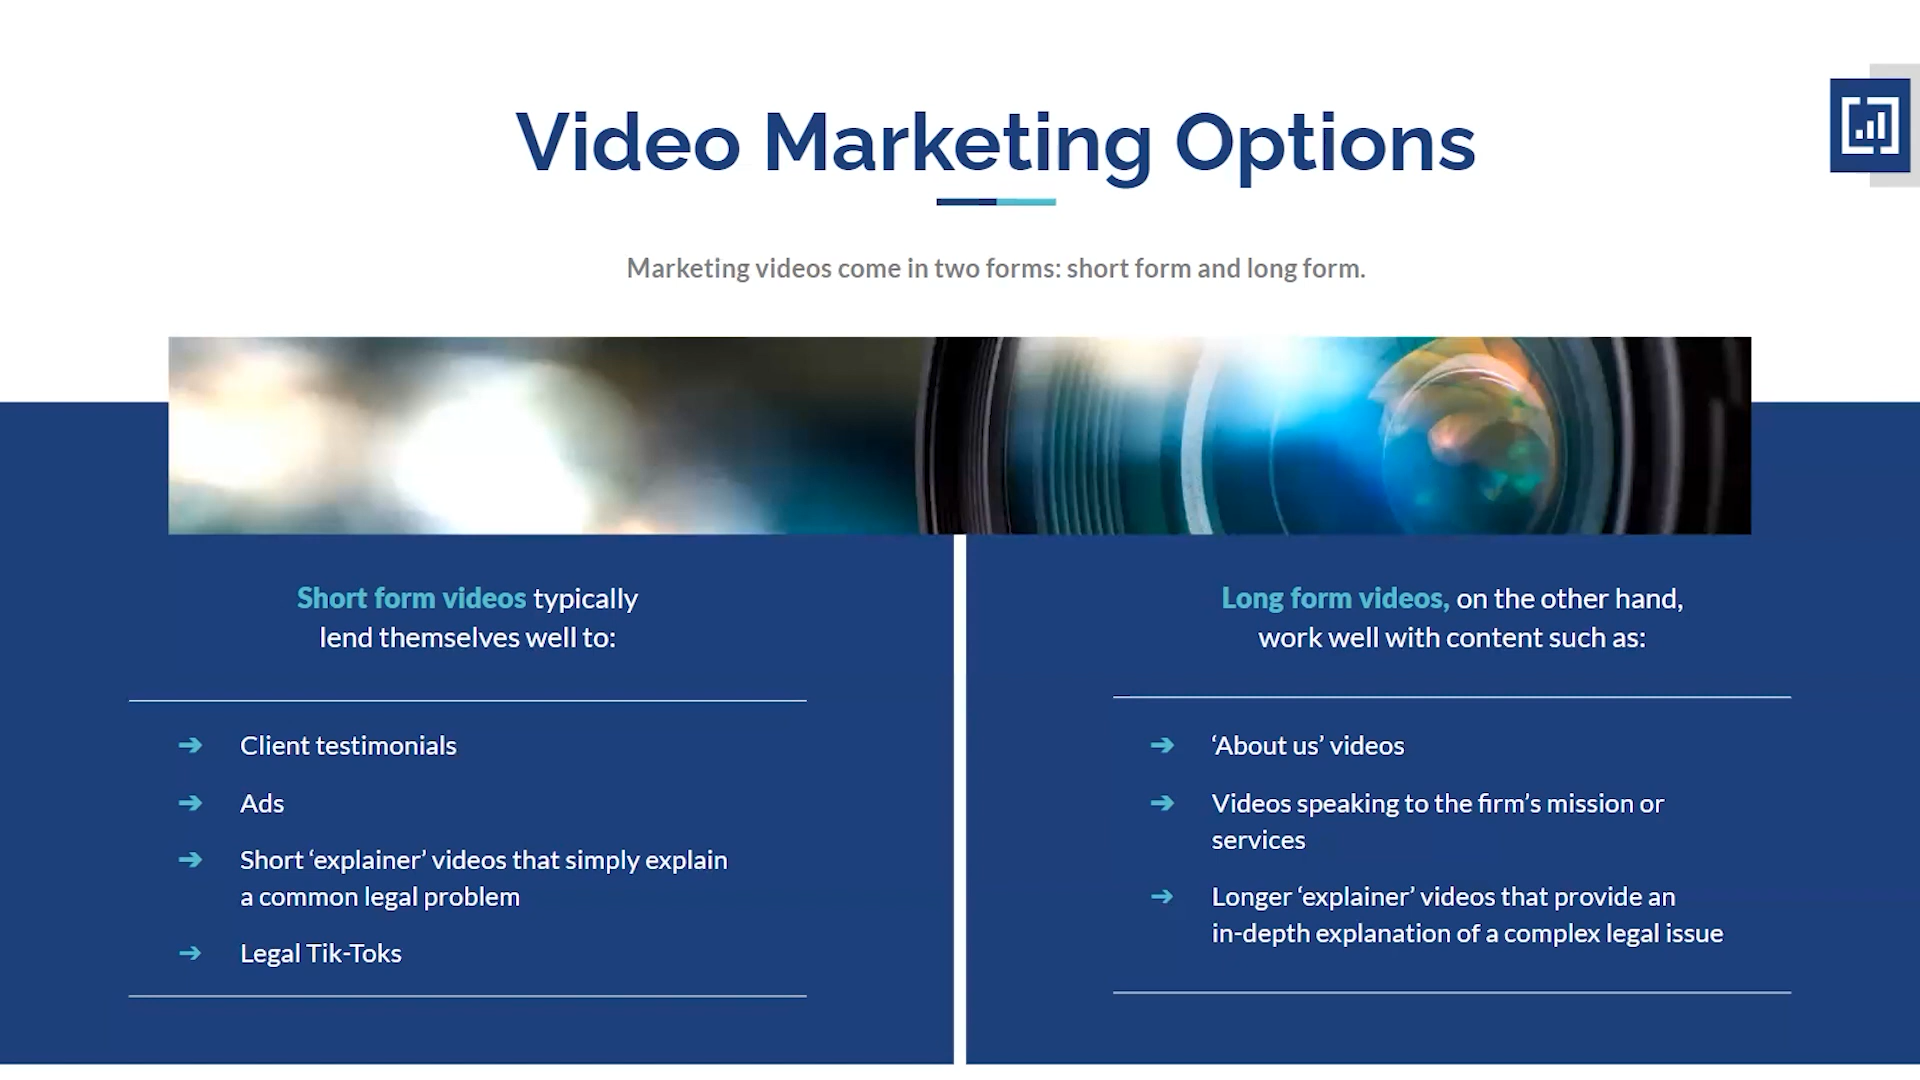 Video Marketing Options
Marketing videos come in two forms: short form and long form.
Short form videos typically
lend themselves well to:
Client testimonials
Ads
Short ‘explainer’ videos that simply explain
a common legal problem
Legal Tik-Toks
Long form videos, on the other hand,
work well with content such as:
‘About us’ videos
Videos speaking to the firm’s mission or
services
Longer ‘explainer’ videos that provide an
in-depth explanation of a complex legal issue